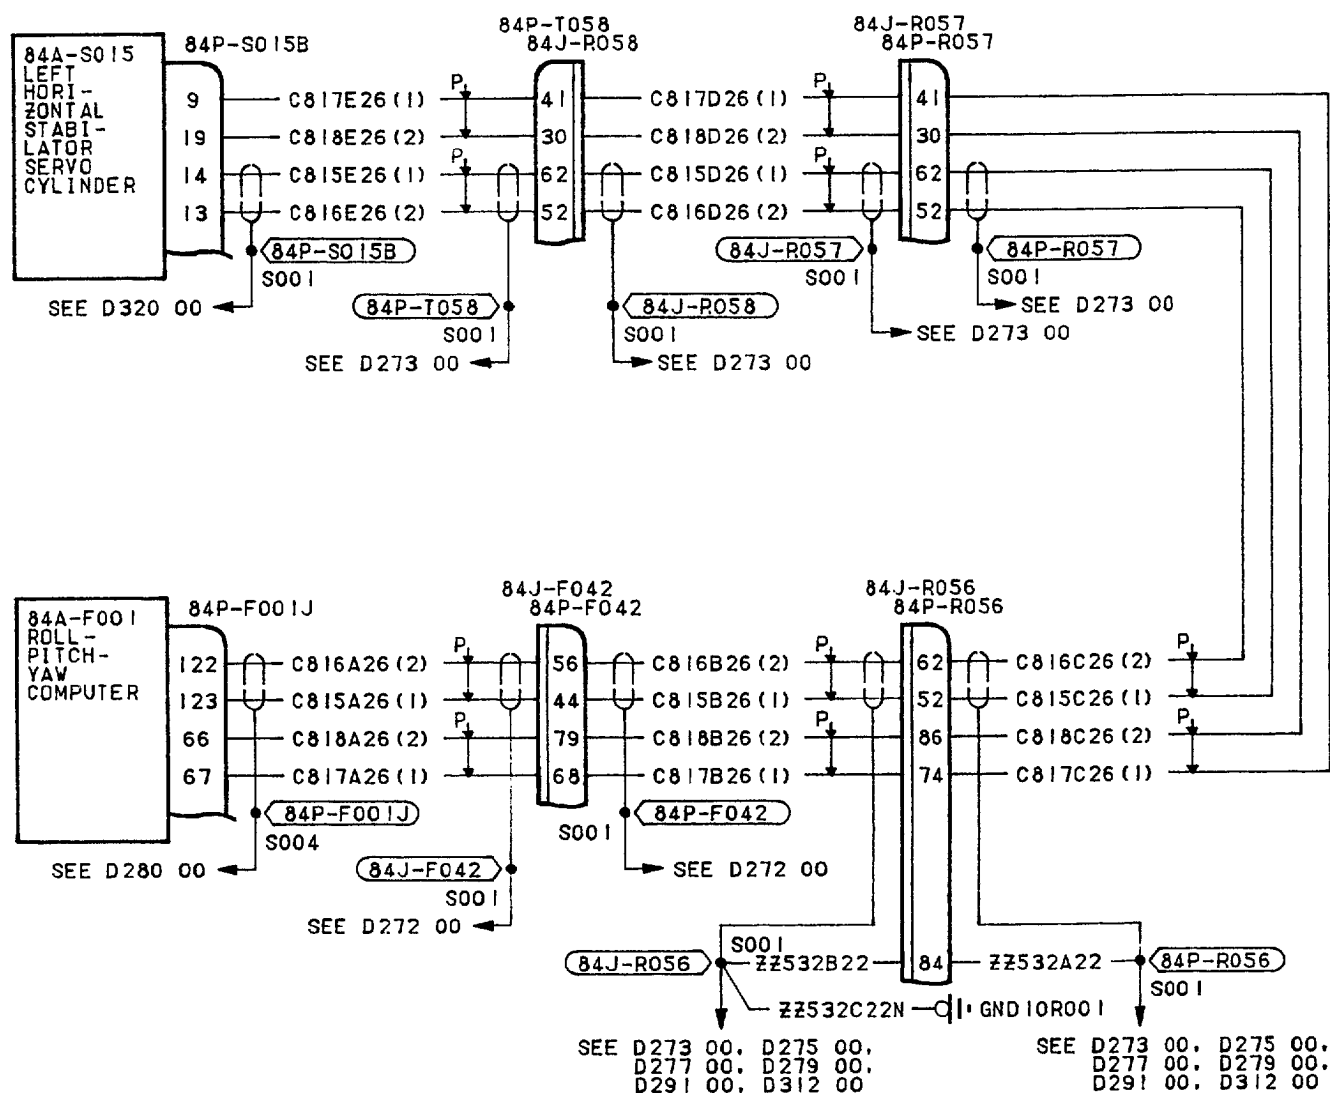 84P-T058
84J-R058
84J-R057
84P-R057
84P-S015B
84A-S015
LEFT
HORI-
ZONTAL
STABI-
LATOR
SERVO
CYLINDER
9 C817E26(1) P 41 C817D26(1) P 41
19 C818E26(2) 30 C818D26(2) 30
14 C815E26(1) P 62 C815D26(1) P 62
13 C816E26(2) 52 C816D26(2) 52
84P-S015B
S001
84J-R057
S001
84P-R057
S001
SEE D320 00
84P-T058
S001
84J-R058
S001
SEE D273 00
SEE D273 00
SEE D273 00
SEE D273 00
84P-F001J
84J-F042
84P-F042
84J-R056
84P-R056
84A-F001
ROLL-
PITCH-
YAW
COMPUTER
122 C816A26(2) P 56 C816B26(2) P 62 C816C26(2) P
123 C815A26(1) 44 C815B26(1) 52 C815C26(1)
66 C818A26(2) P 79 C818B26(2) P 86 C818C26(2) P
67 C817A26(1) 68 C817B26(1) 74 C817C26(1)
84P-F001J
S004
84P-F042
S001
SEE D280 00
84J-F042
S001
SEE D272 00
SEE D272 00
S001
84J-R056 ZZ532B22 84 ZZ532A22 84P-R056
S001
ZZ532C22N GND10R001
SEE D273 00, D275 00,
D277 00, D279 00,
D291 00, D312 00
SEE D273 00, D275 00,
D277 00, D279 00,
D291 00, D312 00